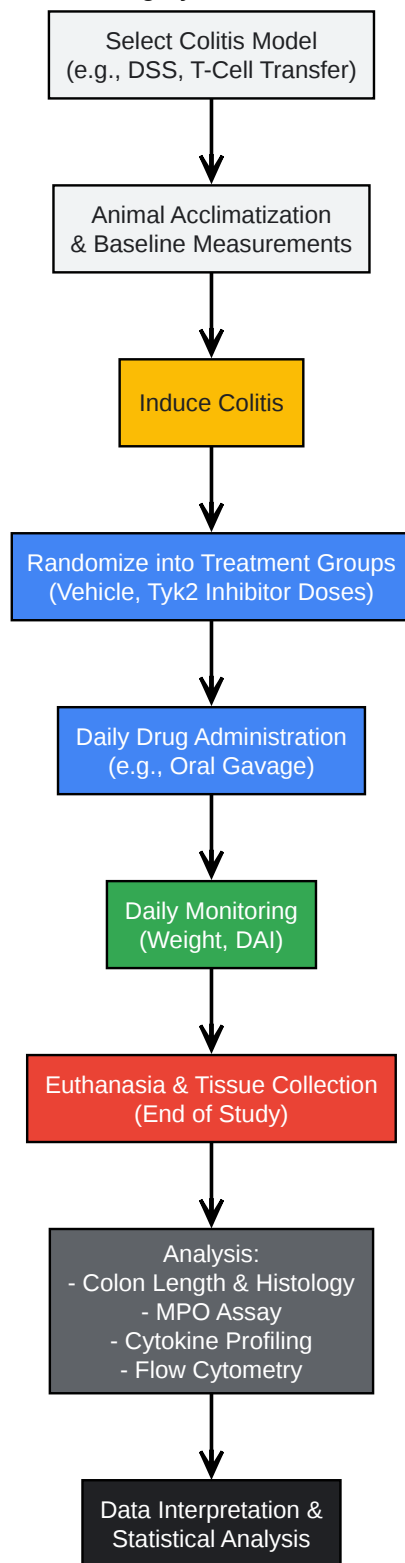 Select Colitis Model
(e.g., DSS, T-Cell Transfer)
Animal Acclimatization
& Baseline Measurements
Induce Colitis
Randomize into Treatment Groups
(Vehicle, Tyk2 Inhibitor Doses)
Daily Drug Administration
(e.g., Oral Gavage)
Daily Monitoring
(Weight, DAI)
Euthanasia & Tissue Collection
(End of Study)
Analysis:
- Colon Length & Histology
- MPO Assay
- Cytokine Profiling
- Flow Cytometry
Data Interpretation &
Statistical Analysis